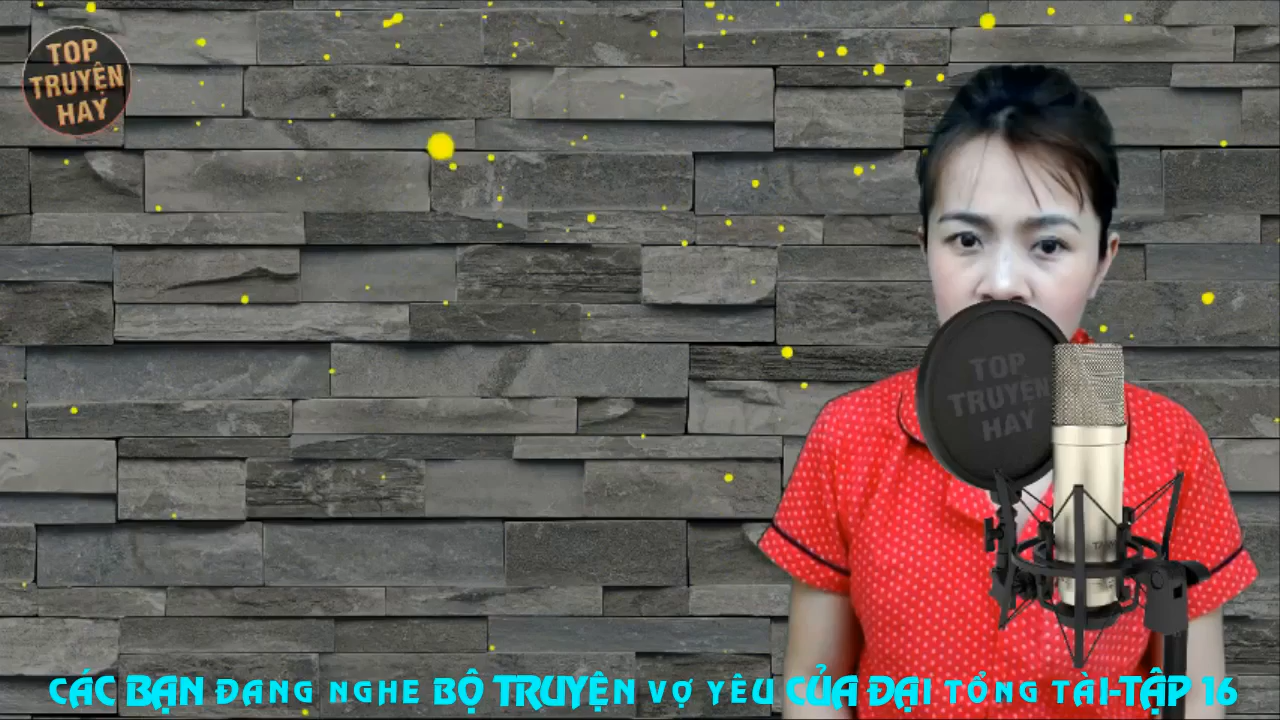 TOP
TRUYỆN
HAY
TOP
TRUYỆN
HAY
CÁC BẠN ĐANG NGHE BỘ TRUYỆN VỢ YÊU CỦA ĐẠI TỔNG TÀI-TẬP 16